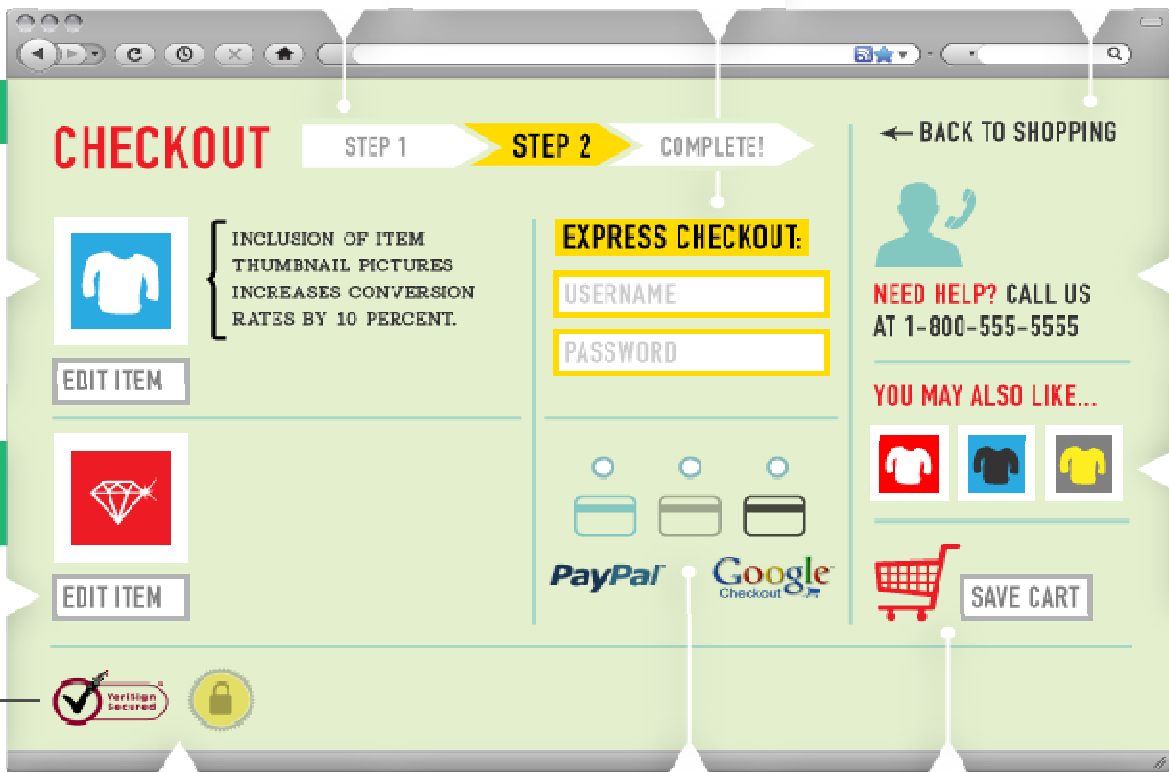 CHECKOUT
STEP 1
STEP 2
COMPLETE!
BACK TO SHOPPING
INCLUSION OF ITEM
THUMBNAIL PICTURES
INCREASES CONVERSION
RATES BY 10 PERCENT.
EDIT ITEM
EDIT ITEM
EXPRESS CHECKOUT:
USERNAME
PASSWORD
PayPal
Google
Checkout
NEED HELP? CALL US
AT 1-800-555-5555
YOU MAY ALSO LIKE...
SAVE CART
VeriSign
Secured